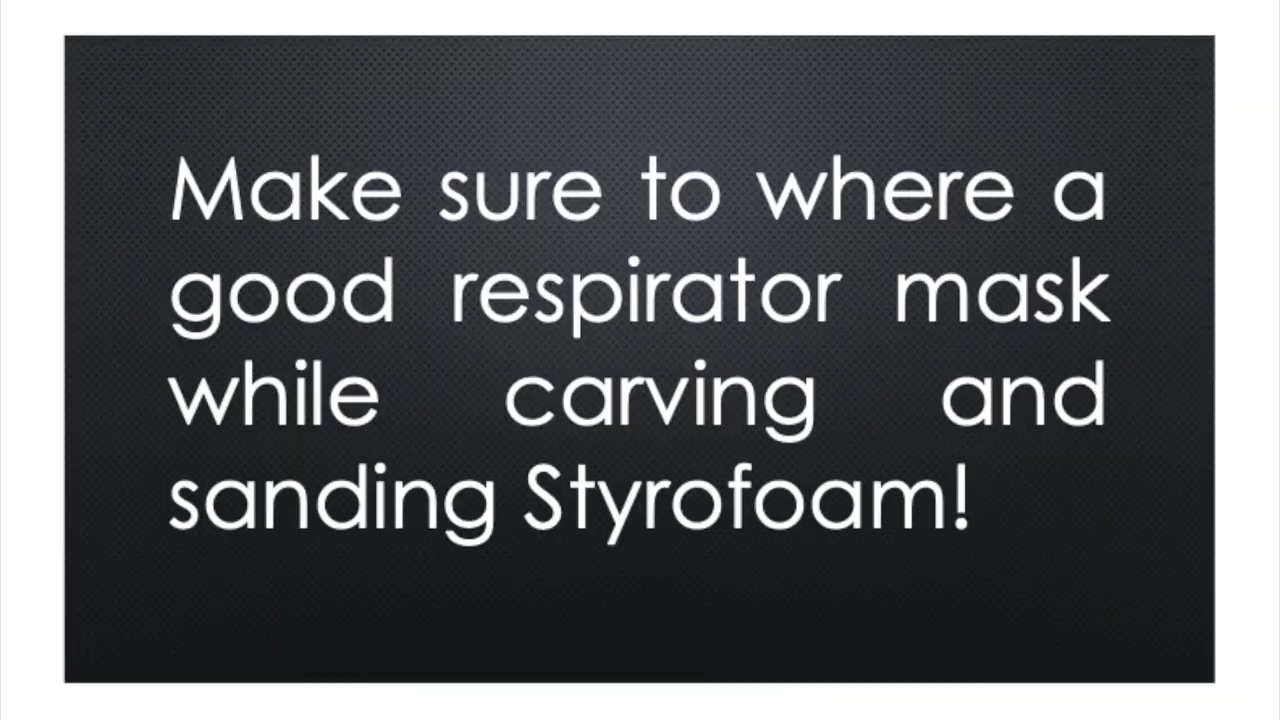 Make sure to where a
good respirator mask
while carving and
sanding Styrofoam!